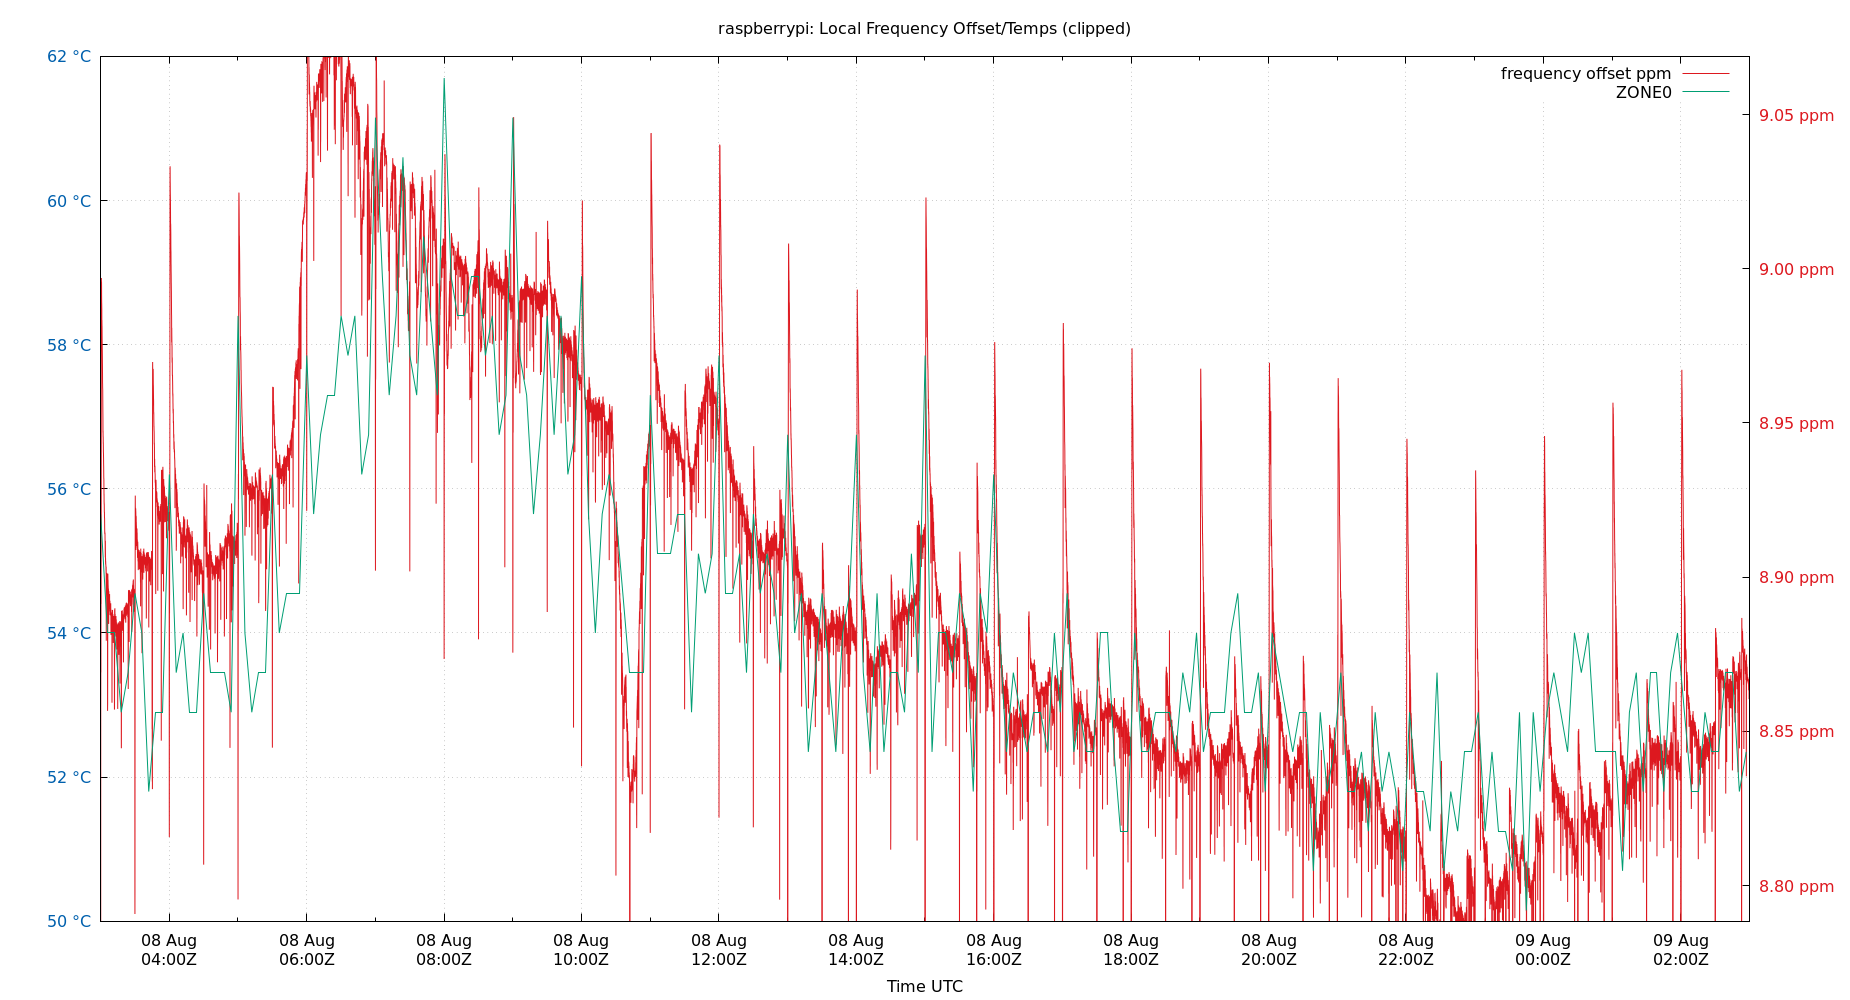 raspberrypi: Local Frequency Offset/Temps (clipped)
62 °C
60 °C
58 °C
56 °C
54 °C
52 °C
50 °C
frequency offset ppm
ZONE0
9.05 ppm
9.00 ppm
8.95 ppm
8.90 ppm
8.85 ppm
8.80 ppm
08 Aug 08 Aug 08 Aug 08 Aug 08 Aug 08 Aug 08 Aug 08 Aug 08 Aug 08 Aug 09 Aug 09 Aug
04:00Z 06:00Z 08:00Z 10:00Z 12:00Z 14:00Z 16:00Z 18:00Z 20:00Z 22:00Z 00:00Z 02:00Z
Time UTC